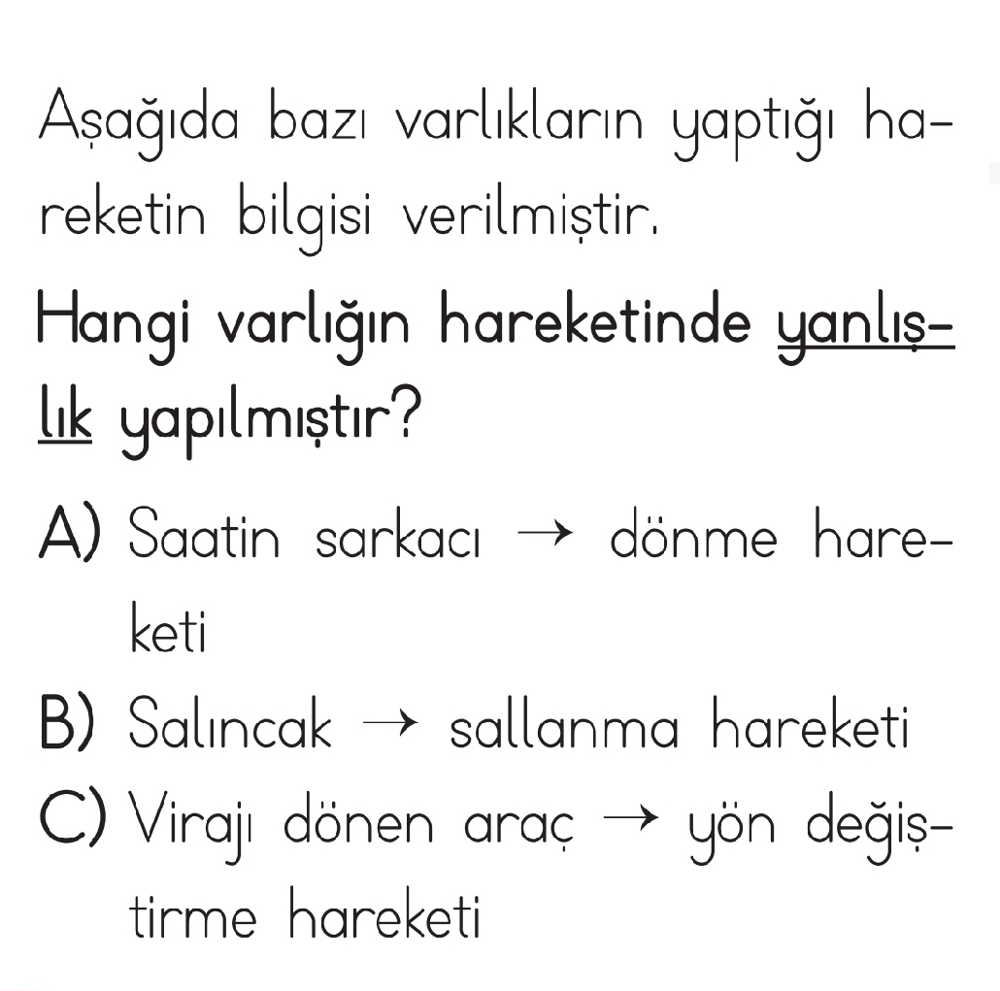 Aşağıda bazı varlıkların yaptığı ha-
reketin bilgisi verilmiştir.
Hangi varlığın hareketinde yanlış-
lık yapılmıştır?
A) Saatin sarkacı → dönme hare-
keti
B) Salıncak → sallanma hareketi
C) Virajı dönen araç → yön değiş-
tirme hareketi